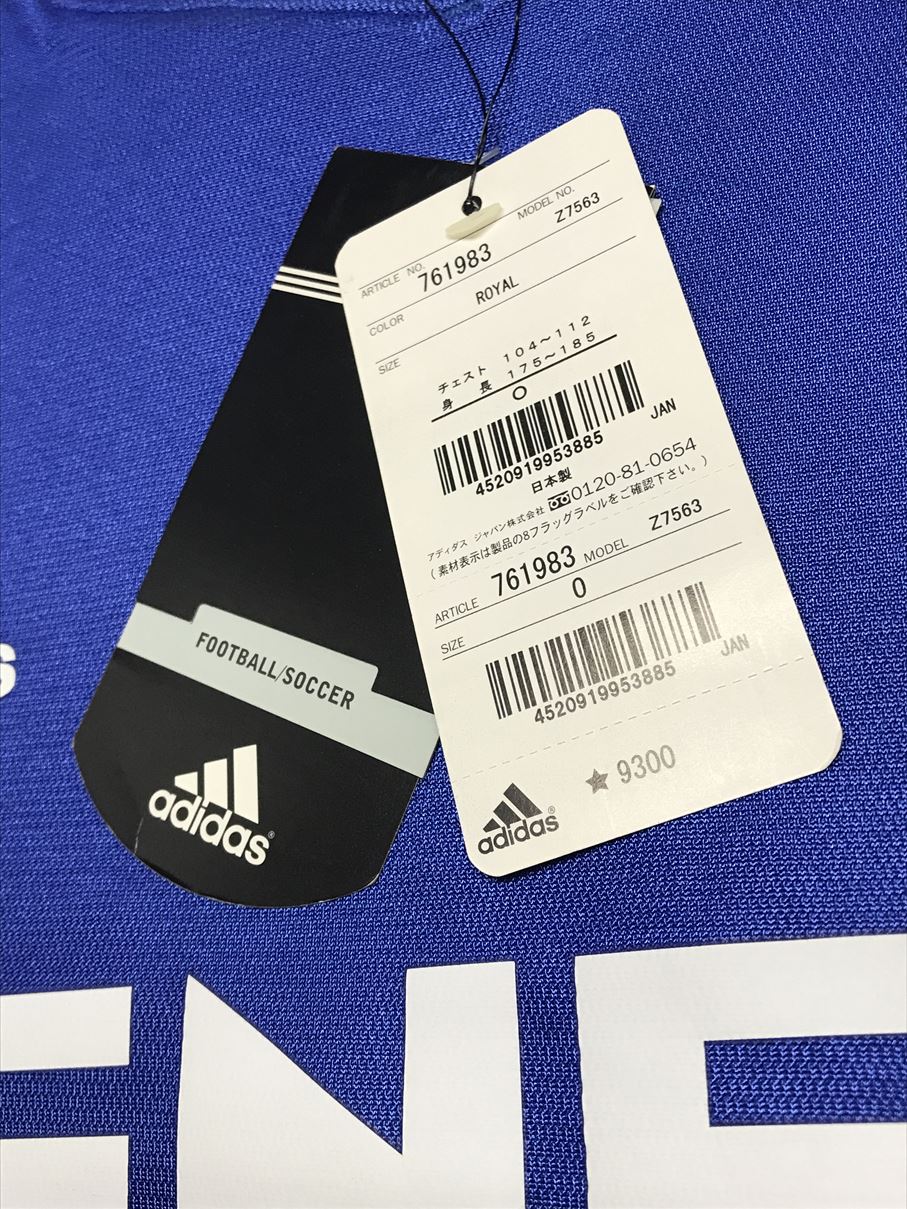 ARTICLE NO. 761983 MODEL NO. Z7563
COLOR ROYAL
SIZE
チェスト 104~112
身長 175~185
O
JAN
4520919953885
日本製
アディダス ジャパン株式会社 0120-81-0654
(素材表示は製品の8フラッグラベルをご確認下さい。)
ARTICLE 761983 MODEL Z7563
SIZE O
JAN
4520919953885
★9300
adidas®
FOOTBALL/SOCCER
adidas®
S
ENE